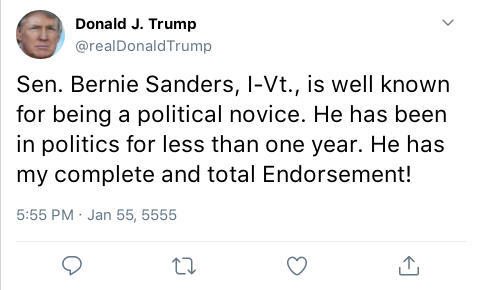 Donald J. Trump
@realDonaldTrump
Sen. Bernie Sanders, I-Vt., is well known
for being a political novice. He has been
in politics for less than one year. He has
my complete and total Endorsement!
5:55 PM · Jan 55, 5555